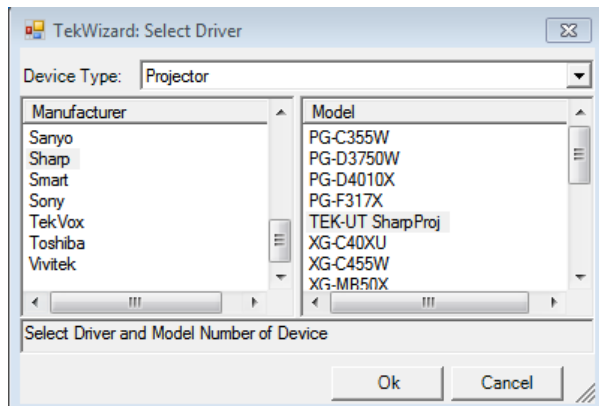 TekWizard: Select Driver
Device Type: Projector
Manufacturer
Sanyo
Sharp
Smart
Sony
TekVox
Toshiba
Vivitek
Model
PG-C355W
PG-D3750W
PG-D4010X
PG-F317X
TEK-UT SharpProj
XG-C40XU
XG-C455W
XG-MB50X
Select Driver and Model Number of Device
Ok Cancel